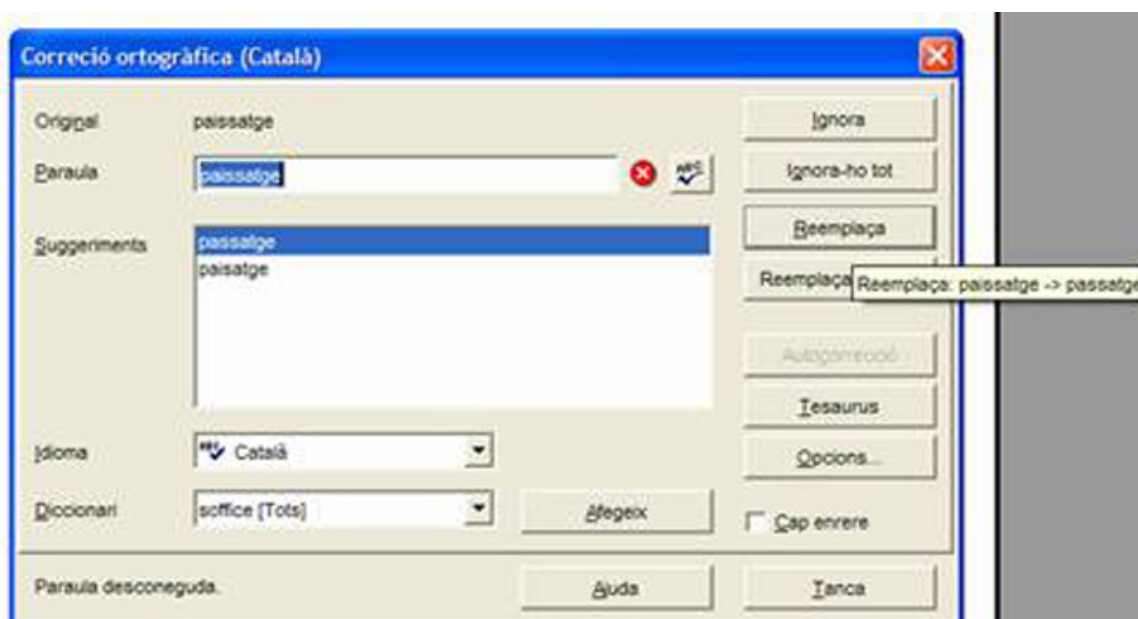 Correció ortogràfica (Català)
Original paissatge Ignora
Paraula paissatge Ignora-ho tot
Suggeriments passatge Reemplaça
paisatge
Reemplaça
Reemplaça: paissatge -> passatge
Autocorrecció
Tesaurus
Idioma Català Opcions...
Diccionari soffice [Tots] Afegeix Cap enrere
Paraula desconeguda. Ajuda Tanca